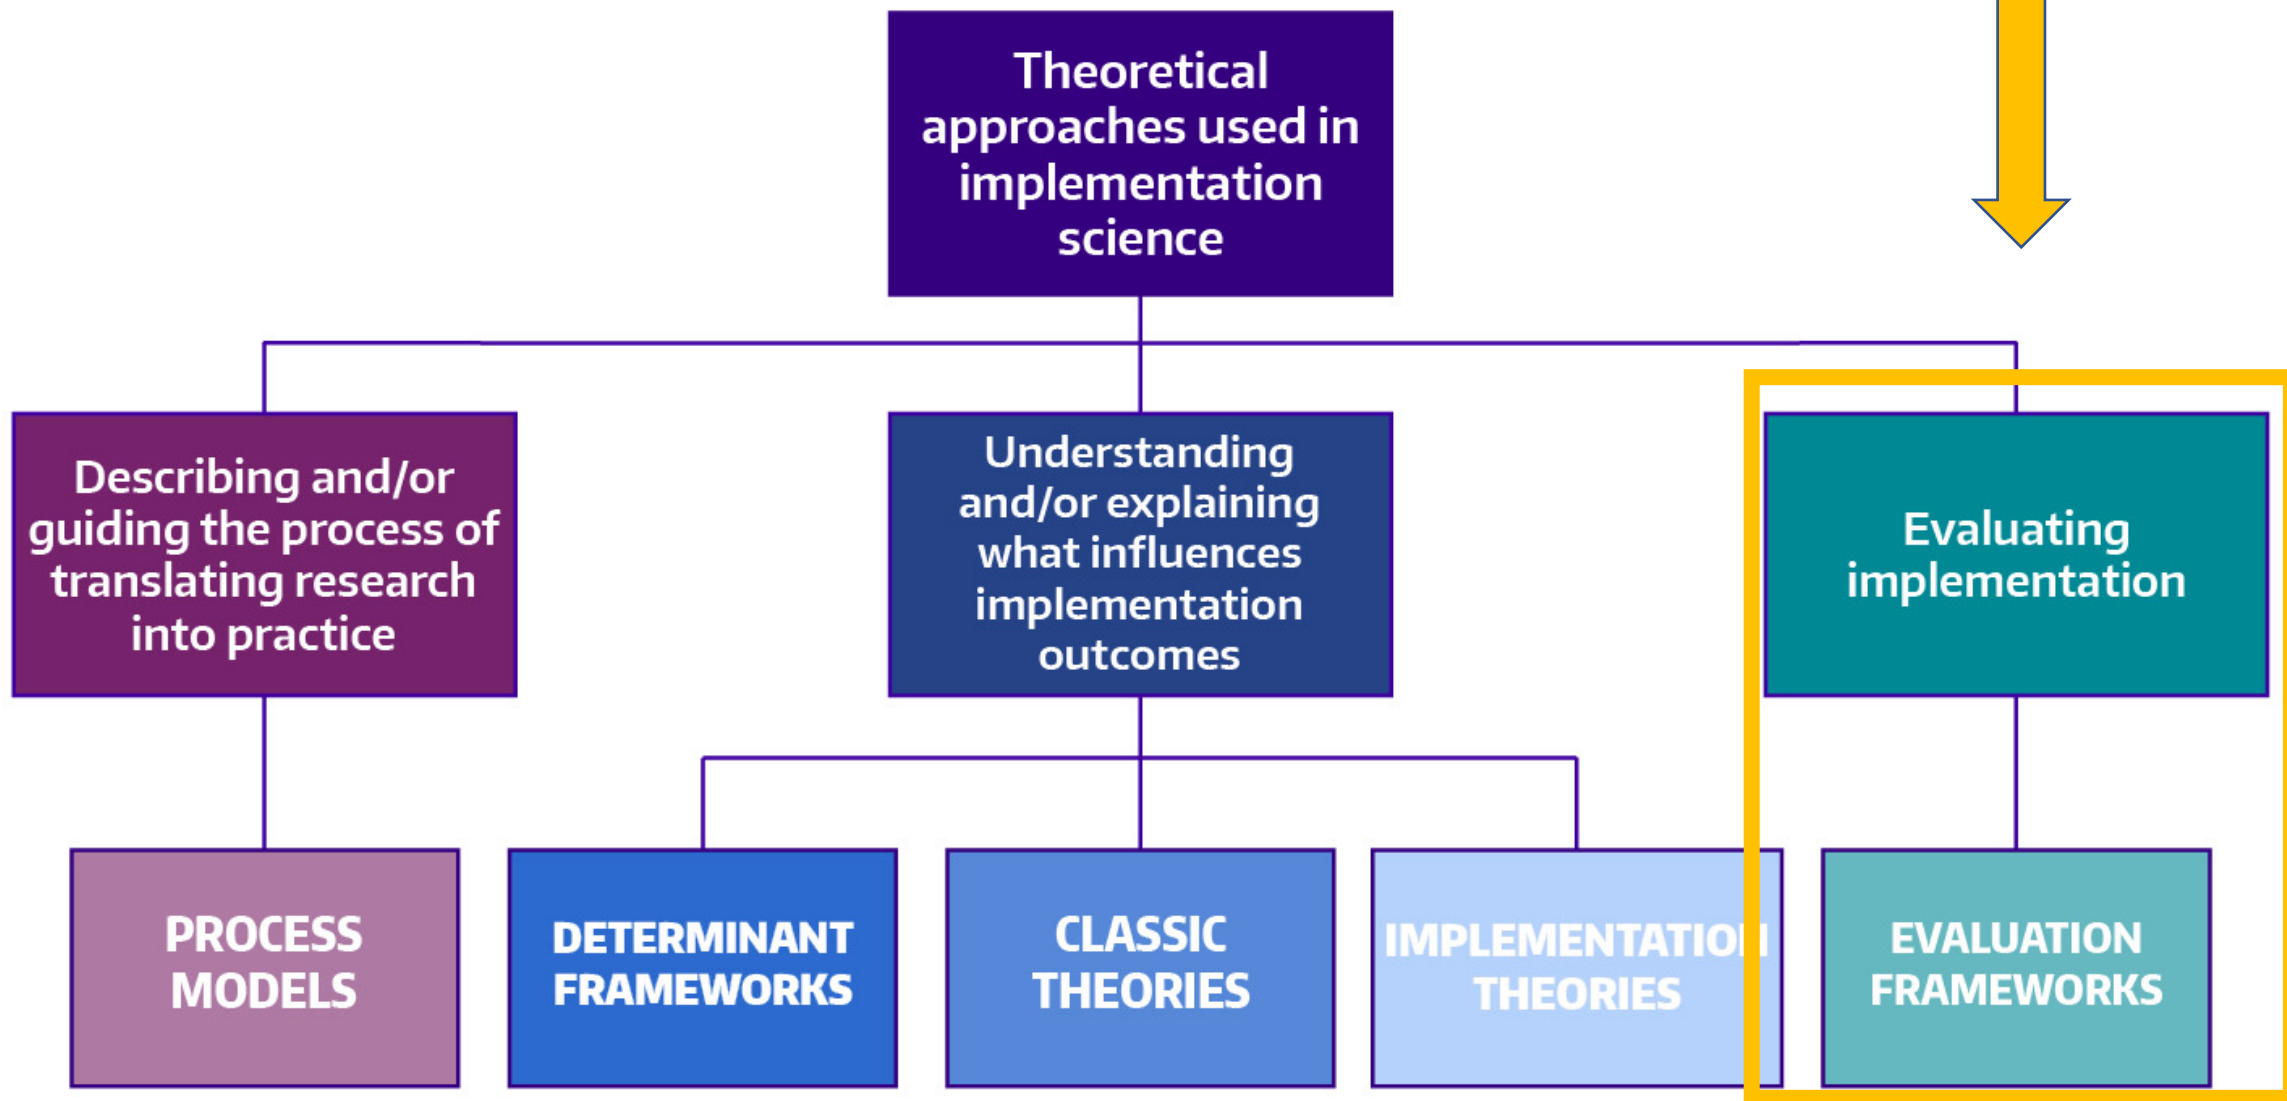 Theoretical
approaches used in
implementation
science
Describing and/or
guiding the process of
translating research
into practice
Understanding
and/or explaining
what influences
implementation
outcomes
Evaluating
implementation
PROCESS
MODELS
DETERMINANT
FRAMEWORKS
CLASSIC
THEORIES
IMPLEMENTATION
THEORIES
EVALUATION
FRAMEWORKS